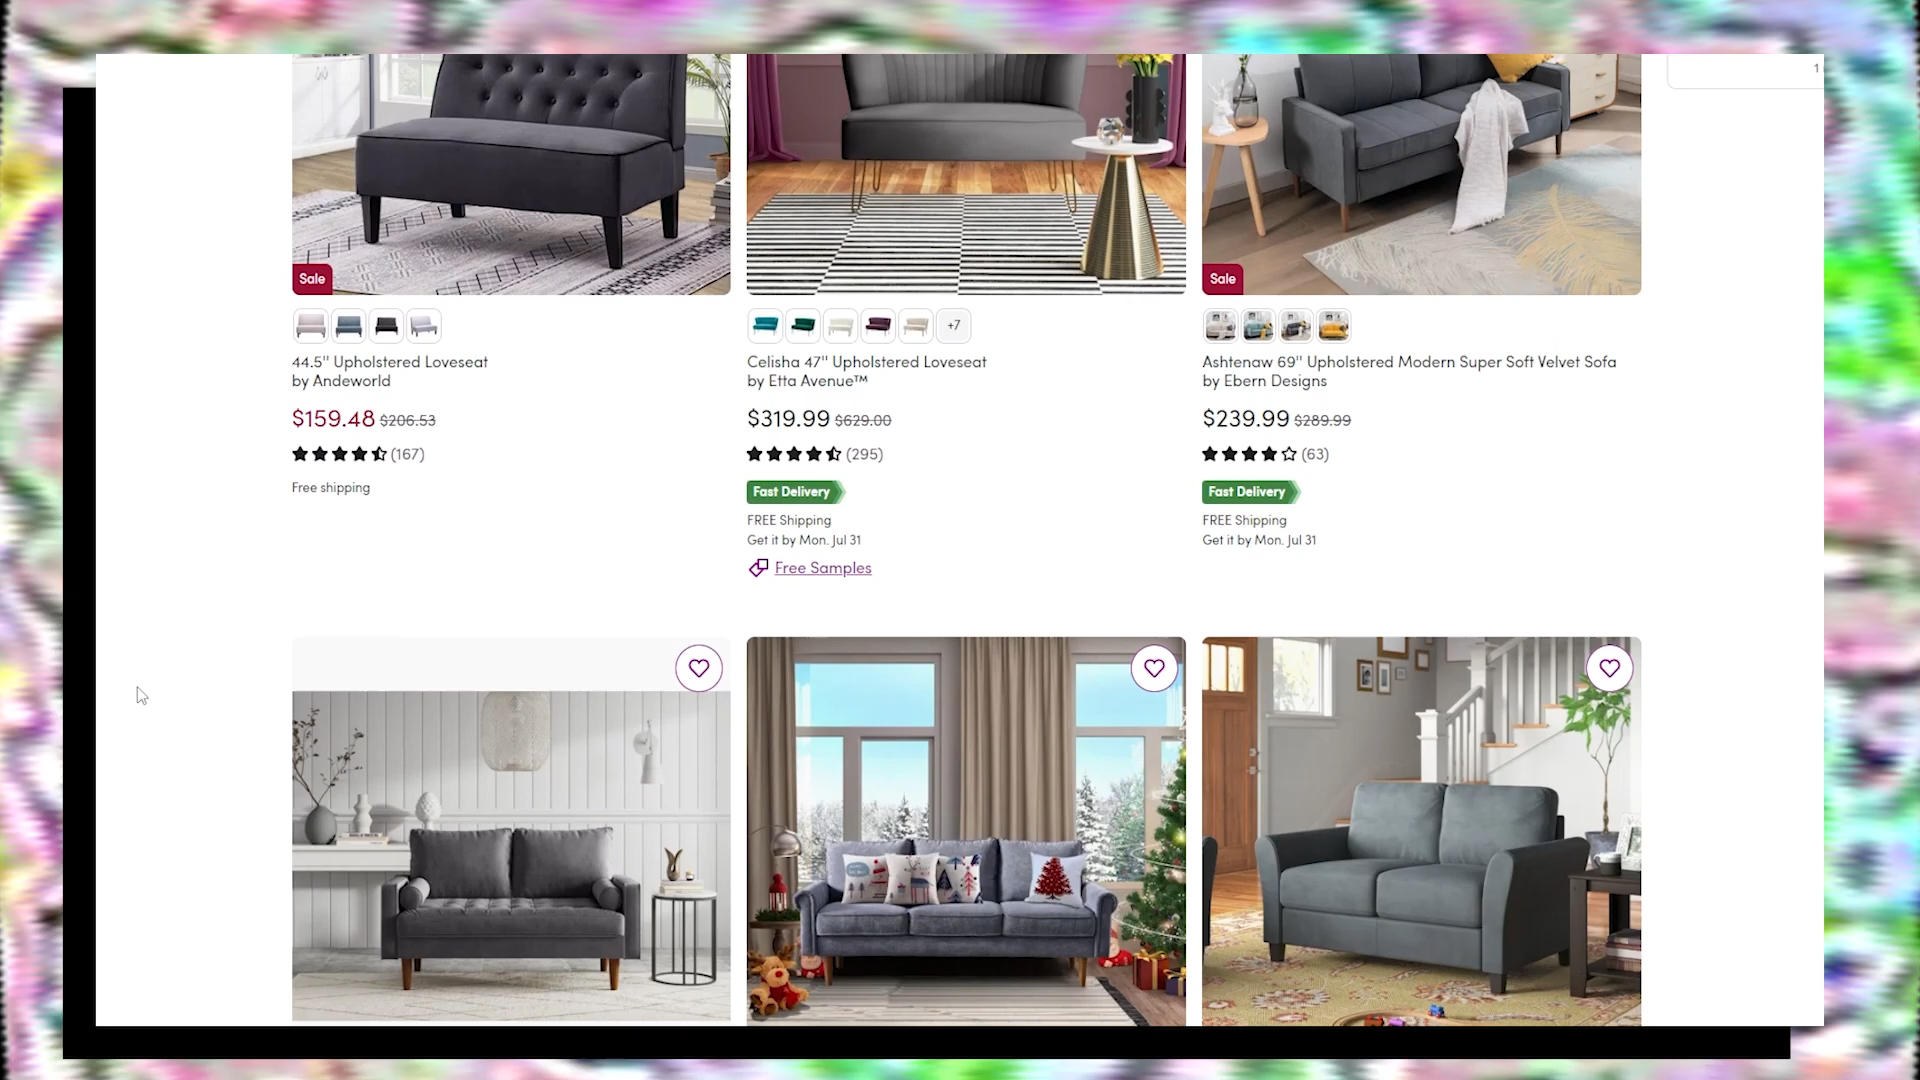 1
Sale
Sale
+7
44.5" Upholstered Loveseat
by Andeworld
$159.48 $206.53
(167)
Free shipping
Celisha 47" Upholstered Loveseat
by Etta Avenue™
$319.99 $629.00
(295)
Fast Delivery
FREE Shipping
Get it by Mon. Jul 31
Free Samples
Ashtenaw 69" Upholstered Modern Super Soft Velvet Sofa
by Ebern Designs
$239.99 $289.99
(63)
Fast Delivery
FREE Shipping
Get it by Mon. Jul 31